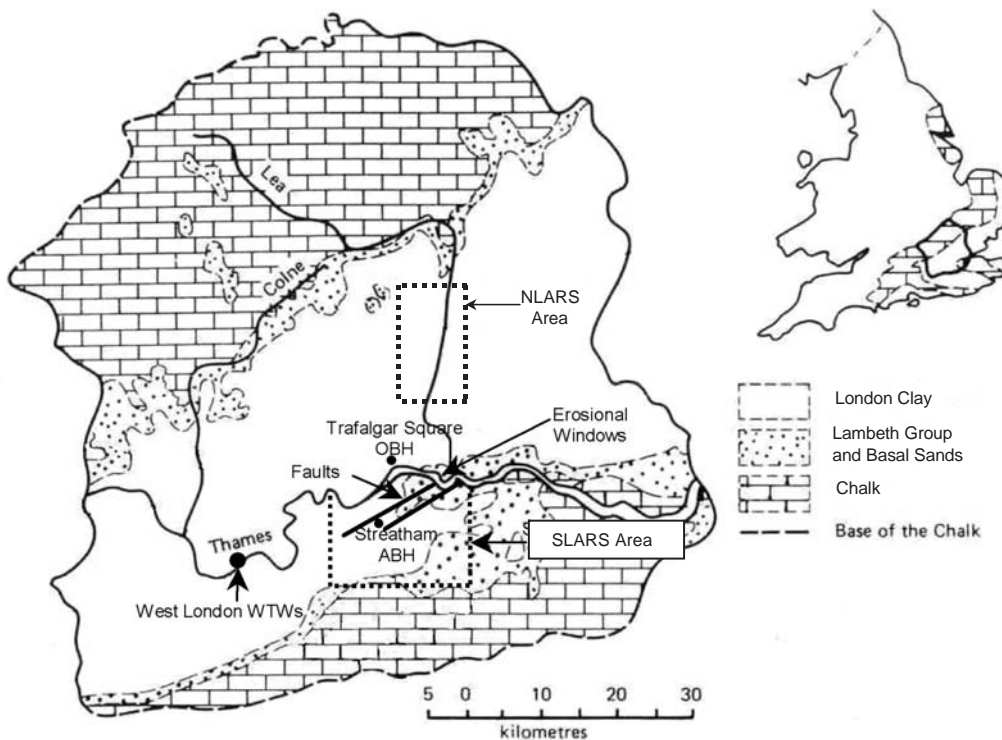 Lea
Colne
NLARS
Area
Trafalgar Square
OBH
Erosional
Windows
Faults
Streatham
ABH
SLARS Area
Thames
West London WTWs
London Clay
Lambeth Group
and Basal Sands
Chalk
Base of the Chalk
5 0 10 20 30
kilometres